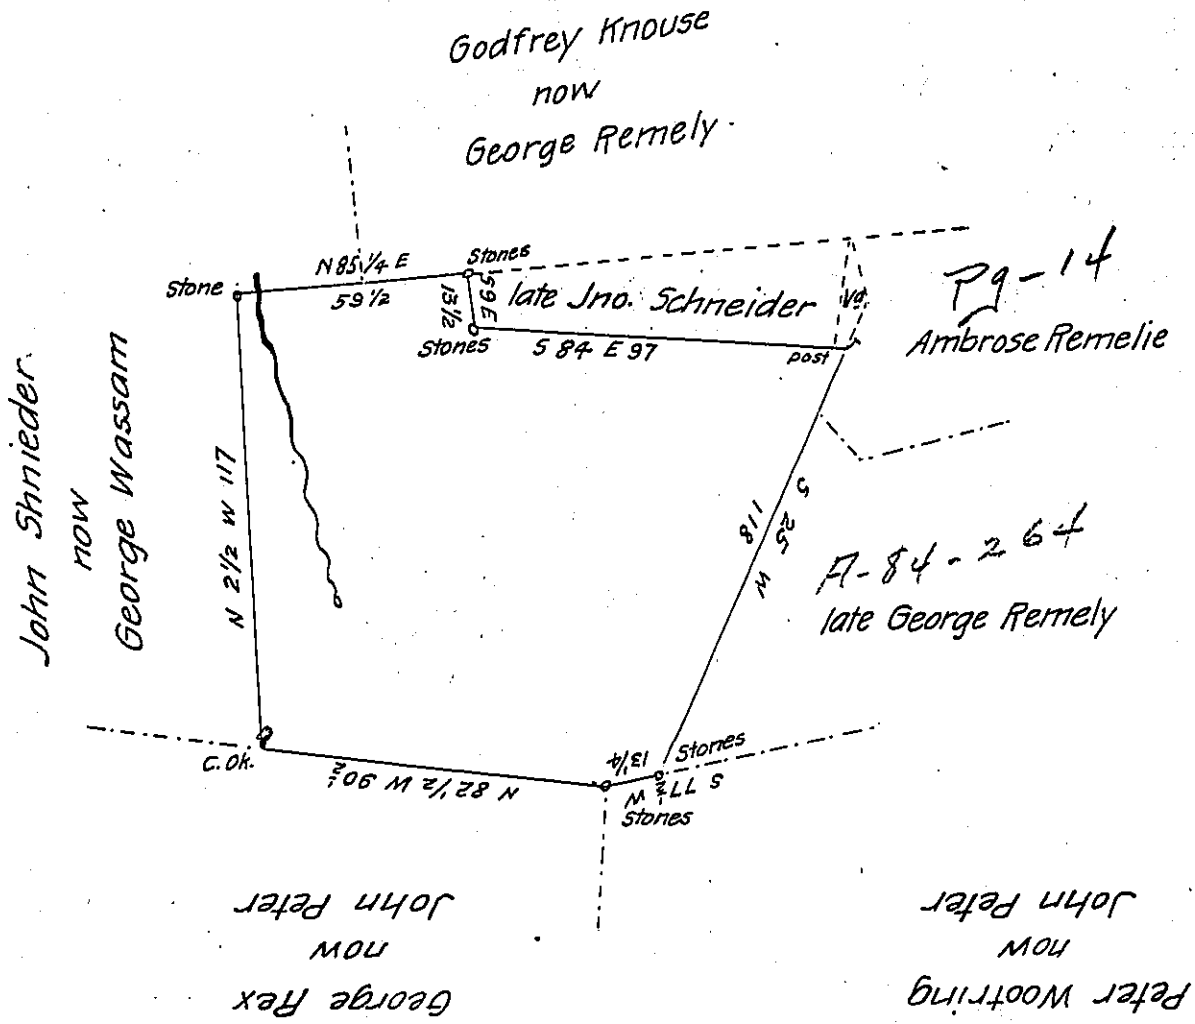 Godfrey Knouse
now
George Remely.
N 85 1/4 E
59 1/2
Stone
Stones
S 9 E
13 1/2
late Jno. Schneider
Stones
S 84 E 97
post
Pg-14
Ambrose Remelie
John Shnieder.
now
George Wassam
N 2 1/2 W 117
S 25 W
118
A-84-264
late George Remely
C.Ok.
N 82 1/2 W 90 1/2
13 1/4
Stones
S 77 1/2 W
Stones
George Rex
now
John Peter
Peter Wootring
now
John Peter